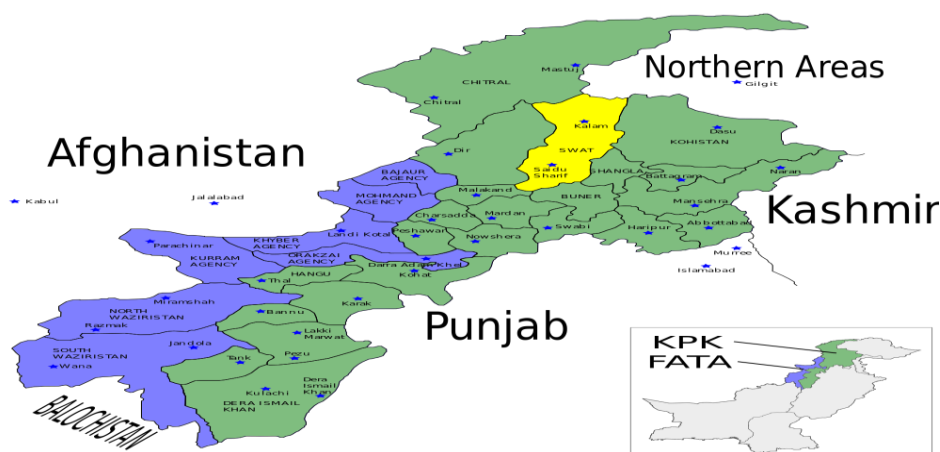 Northern Areas
Gilgit
Mastuj
CHITRAL
Chitral
Kalam
SWAT
Saidu
Sharif
Dasu
KOHISTAN
Afghanistan
Dir
SHANGLA
Battagram
Naran
BAJAUR
AGENCY
MOHMAND
AGENCY
Malakand
BUNER
Mansehra
Kashmir
Kabul
Jalalabad
Charsadda
Mardan
Swabi
Haripur
Abbottabad
Landi Kotal
Peshawar
Nowshera
Murree
Islamabad
Parachinar
KHYBER
AGENCY
KURRAM
AGENCY
ORAKZAI
AGENCY
Darra Adam Khel
Kohat
HANGU
Thal
Miramshah
NORTH
WAZIRISTAN
Razmak
Karak
Bannu
Punjab
Lakki
Marwat
SOUTH
WAZIRISTAN
Wana
Jandola
Tank
Pezu
Kulachi
Dera
Ismail
Khan
DERA ISMAIL
KHAN
BALOCHISTAN
KPK
FATA